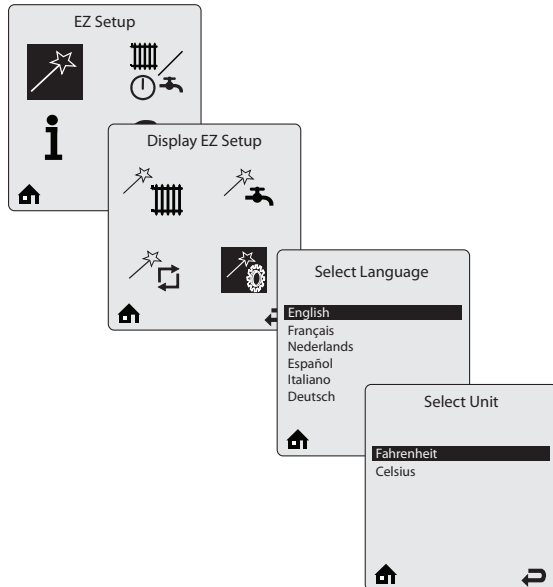 EZ Setup
Display EZ Setup
Select Language
English
Français
Nederlands
Español
Italiano
Deutsch
Select Unit
Fahrenheit
Celsius